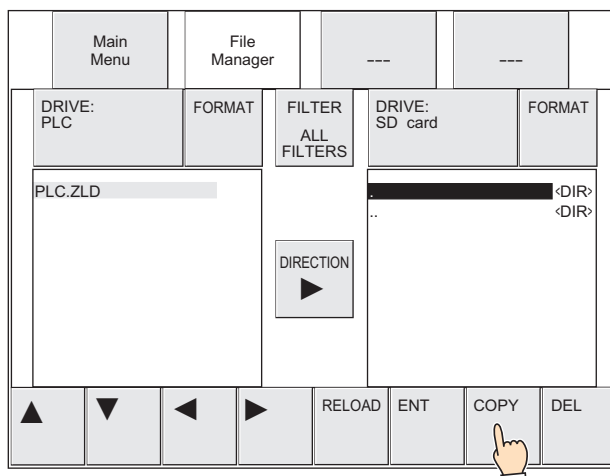 Main
Menu
File
Manager
---
---
DRIVE:
PLC
FORMAT
FILTER
ALL
FILTERS
DRIVE:
SD card
FORMAT
PLC.ZLD
. <DIR>
.. <DIR>
DIRECTION
RELOAD
ENT
COPY
DEL